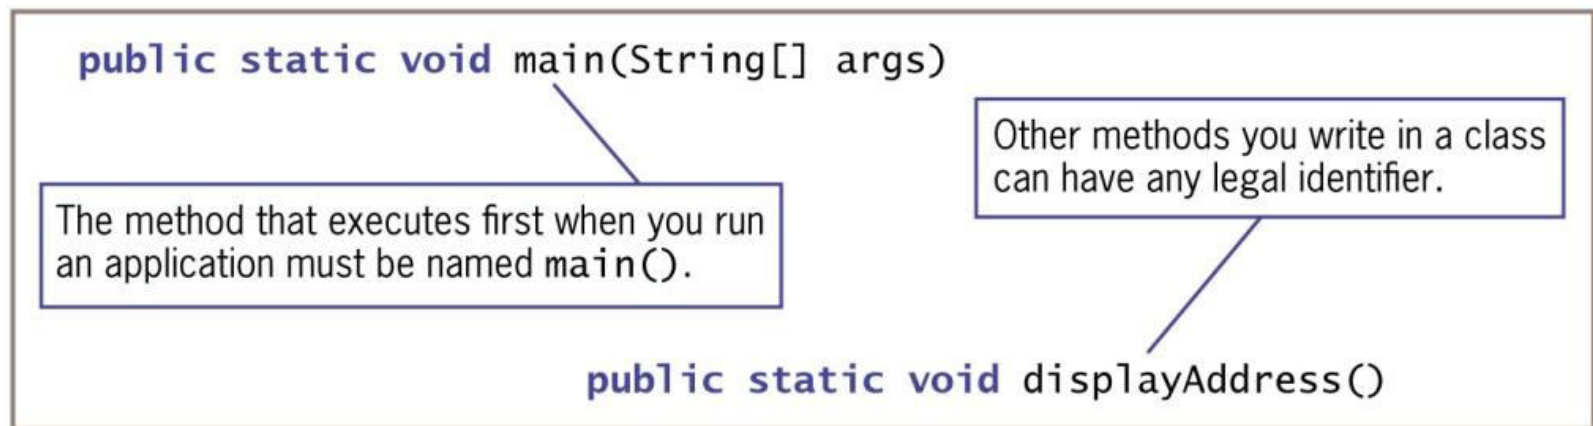 public static void main(String[] args)
Other methods you write in a class
can have any legal identifier.
The method that executes first when you run
an application must be named main().
public static void displayAddress()